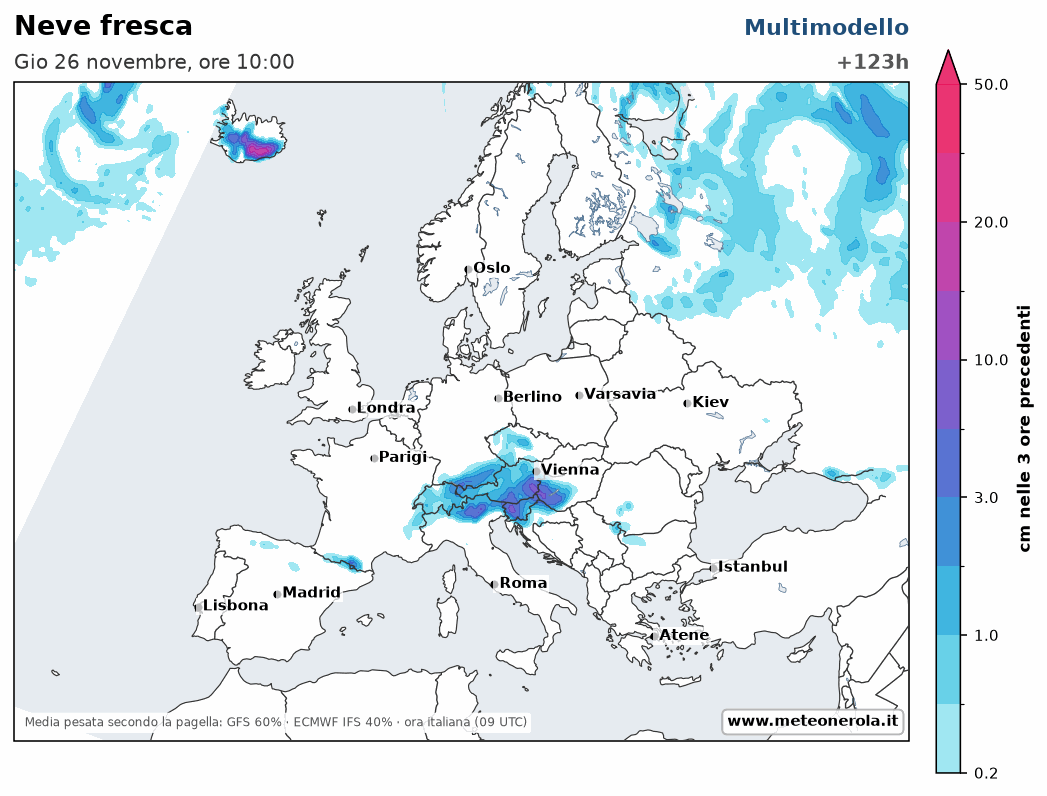 Neve fresca
Multimodello
Gio 26 novembre, ore 10:00
+123h
50.0
20.0
10.0
3.0
1.0
0.2
cm nelle 3 ore precedenti
Oslo
Berlino
Varsavia
Kiev
Londra
Parigi
Vienna
Istanbul
Roma
Madrid
Lisbona
Atene
Media pesata secondo la pagella: GFS 60% · ECMWF IFS 40% · ora italiana (09 UTC)
www.meteonerola.it